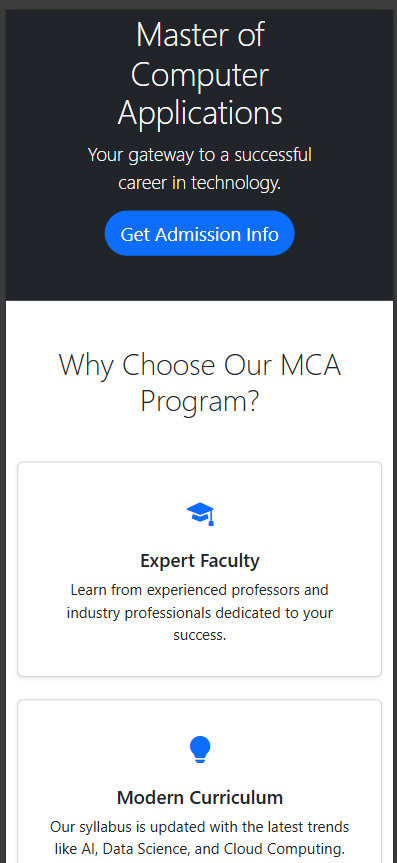 Master of
Computer
Applications
Your gateway to a successful
career in technology.
Get Admission Info
Why Choose Our MCA
Program?
Expert Faculty
Learn from experienced professors and
industry professionals dedicated to your
success.
Modern Curriculum
Our syllabus is updated with the latest trends
like AI, Data Science, and Cloud Computing.